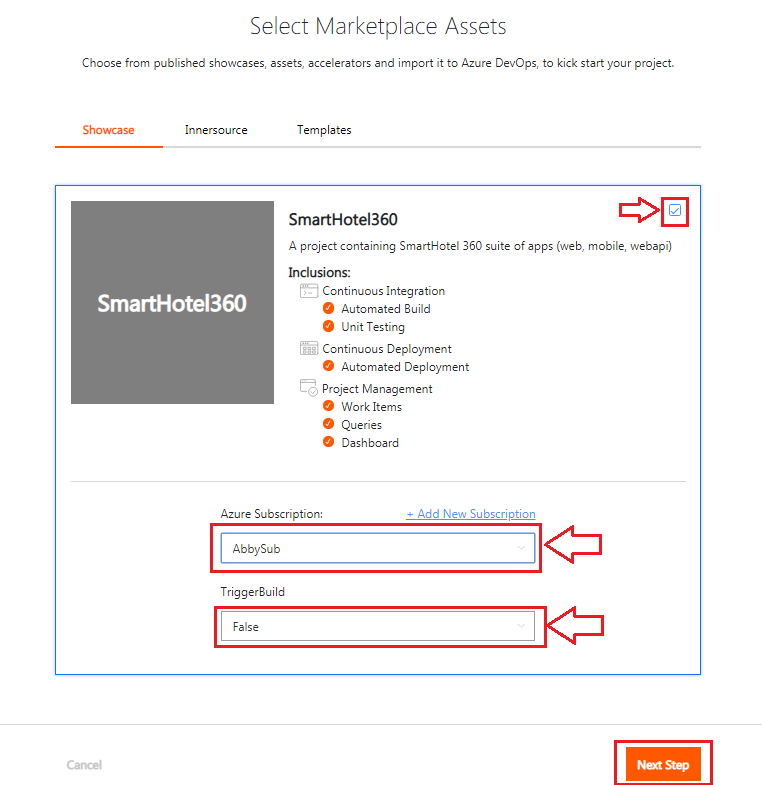 Select Marketplace Assets
Choose from published showcases, assets, accelerators and import it to Azure DevOps, to kick start your project.
Showcase Innersource Templates
SmartHotel360
SmartHotel360
A project containing SmartHotel 360 suite of apps (web, mobile, webapi)
Inclusions:
Continuous Integration
Automated Build
Unit Testing
Continuous Deployment
Automated Deployment
Project Management
Work Items
Queries
Dashboard
Azure Subscription: + Add New Subscription
AbbySub
TriggerBuild
False
Cancel Next Step